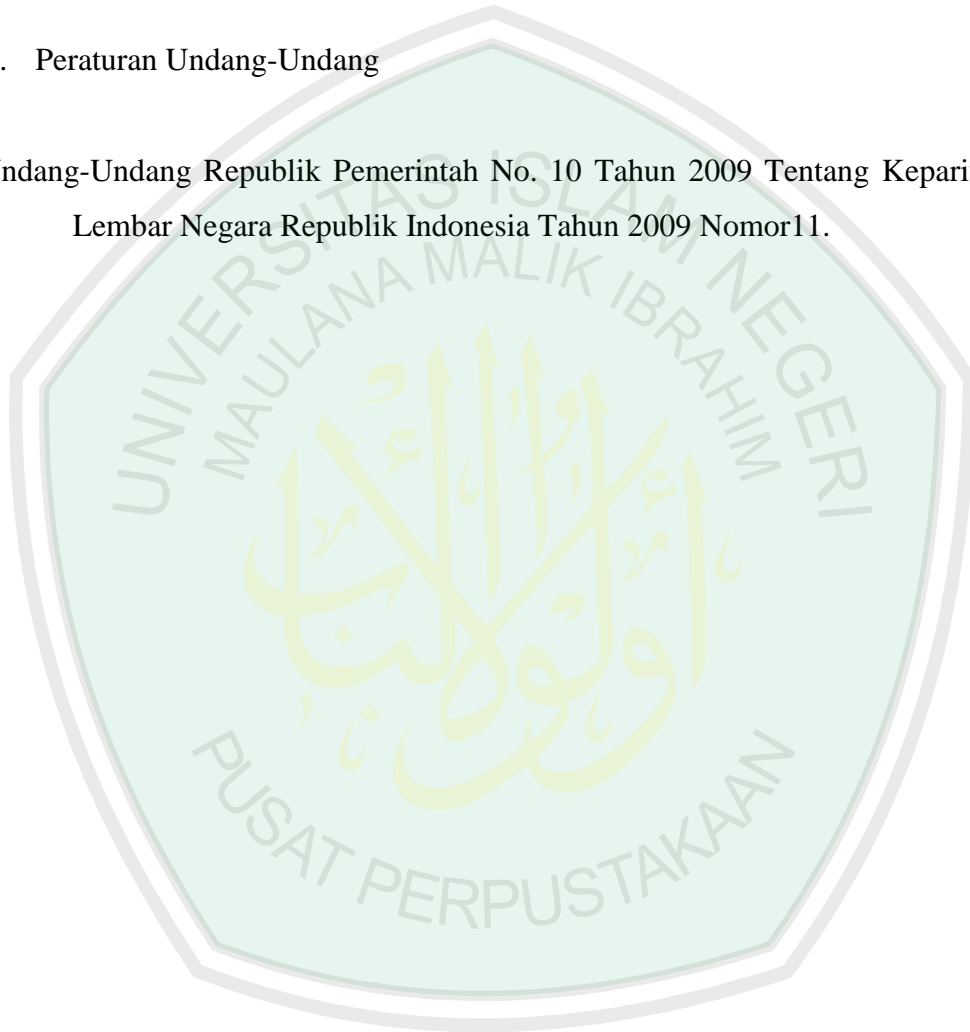 . Peraturan Undang-Undang
ndang-Undang Republik Pemerintah No. 10 Tahun 2009 Tentang Kepari
Lembar Negara Republik Indonesia Tahun 2009 Nomor11.
UNIVERSITAS ISLAM NEGERI
MAULANA MALIK IBRAHIM
PUSAT PERPUSTAKAAN